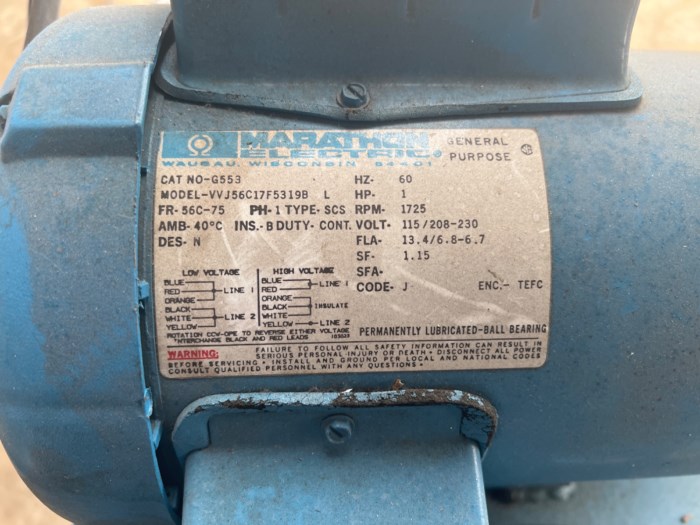 MARATHON
ELECTRIC
GENERAL
PURPOSE
WAUSAU, WISCONSIN 54401
CAT NO-G553 HZ- 60
MODEL-VVJ56C17F5319B L HP- 1
FR-56C-75 PH-1 TYPE-SCS RPM- 1725
AMB-40°C INS.-B DUTY-CONT. VOLT- 115/208-230
DES-N FLA- 13.4/6.8-6.7
SF- 1.15
SFA-
CODE-J ENC.- TEFC
LOW VOLTAGE HIGH VOLTAGE
BLUE BLUE
RED LINE 1 RED LINE 1
ORANGE ORANGE
BLACK BLACK INSULATE
WHITE LINE 2 WHITE
YELLOW YELLOW LINE 2
ROTATION CCW-OPE TO REVERSE EITHER VOLTAGE
*INTERCHANGE BLACK AND RED LEADS
PERMANENTLY LUBRICATED-BALL BEARING
WARNING: FAILURE TO FOLLOW ALL SAFETY INFORMATION CAN RESULT IN
SERIOUS PERSONAL INJURY OR DEATH • DISCONNECT ALL POWER
BEFORE SERVICING • INSTALL AND GROUND PER LOCAL AND NATIONAL CODES
CONSULT QUALIFIED PERSONNEL WITH ANY QUESTIONS •